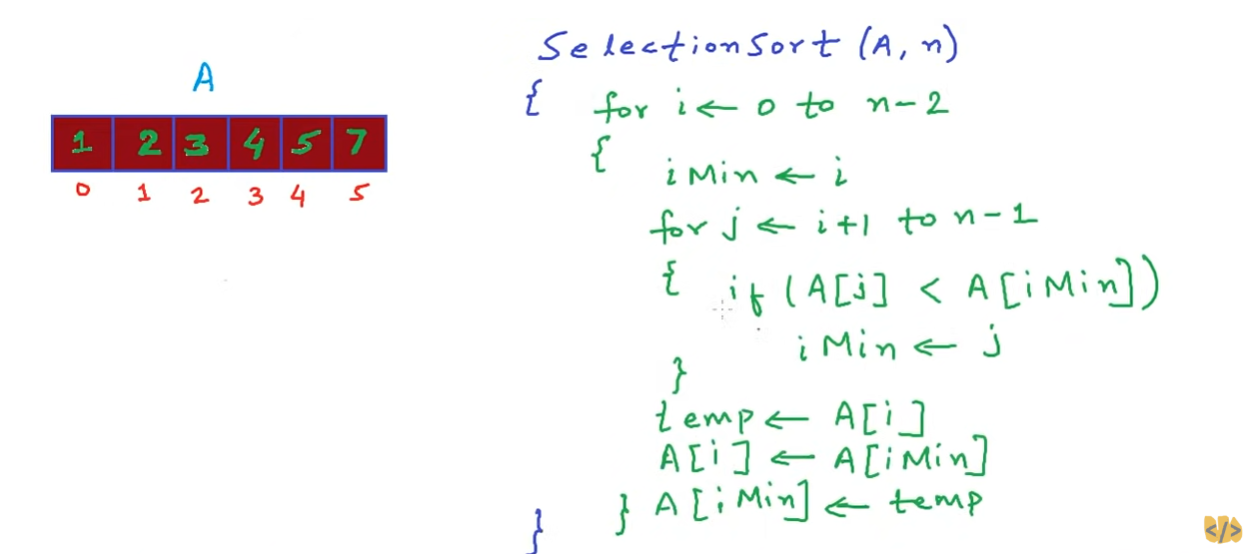 A
1 2 3 4 5 7
0 1 2 3 4 5
SelectionSort (A, n)
{ for i ← 0 to n-2
{
iMin ← i
for j ← i+1 to n-1
{ if (A[j] < A[iMin])
iMin ← j
}
temp ← A[i]
A[i] ← A[iMin]
} A[iMin] ← temp
}
</>